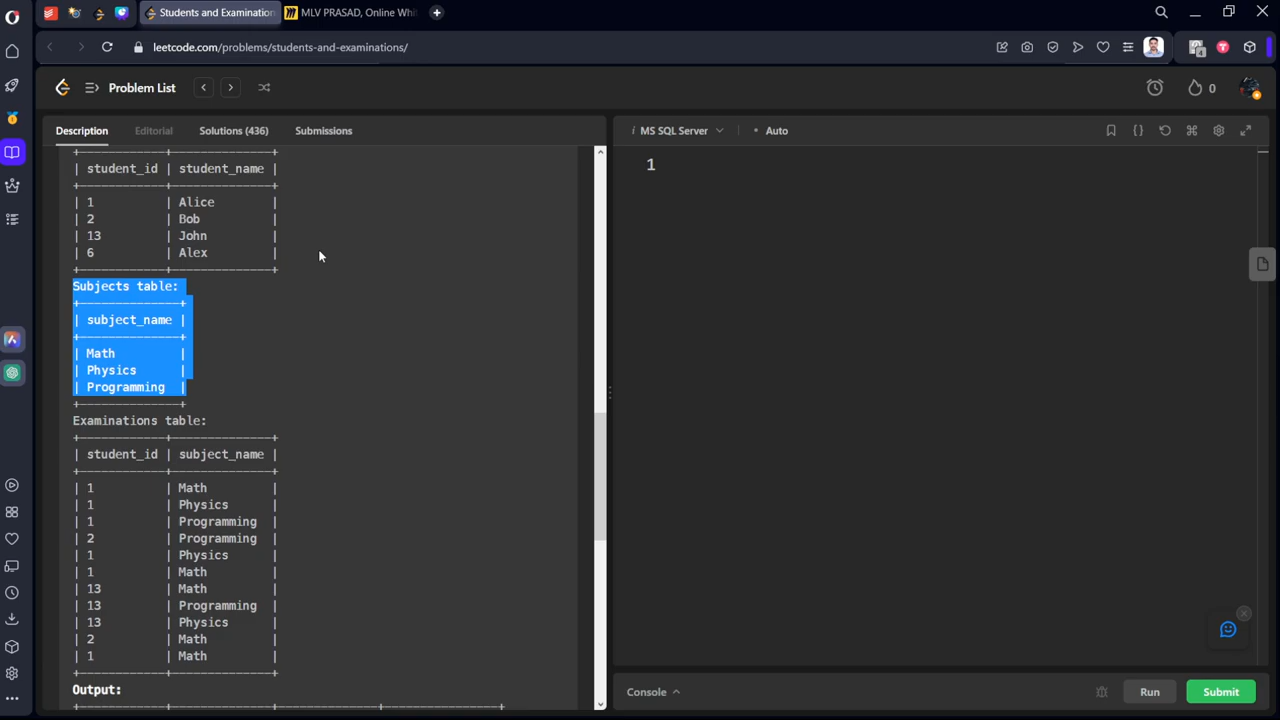 Students and Examination
MLV PRASAD, Online Whit
leetcode.com/problems/students-and-examinations/
4
Problem List
0
Description
Editorial
Solutions (436)
Submissions
i MS SQL Server
• Auto
1
| student_id | student_name |
| 1 | Alice |
| 2 | Bob |
| 13 | John |
| 6 | Alex |
Subjects table:
| subject_name |
| Math |
| Physics |
| Programming |
Examinations table:
| student_id | subject_name |
| 1 | Math |
| 1 | Physics |
| 1 | Programming |
| 2 | Programming |
| 1 | Physics |
| 1 | Math |
| 13 | Math |
| 13 | Programming |
| 13 | Physics |
| 2 | Math |
| 1 | Math |
Output:
Console
Run
Submit